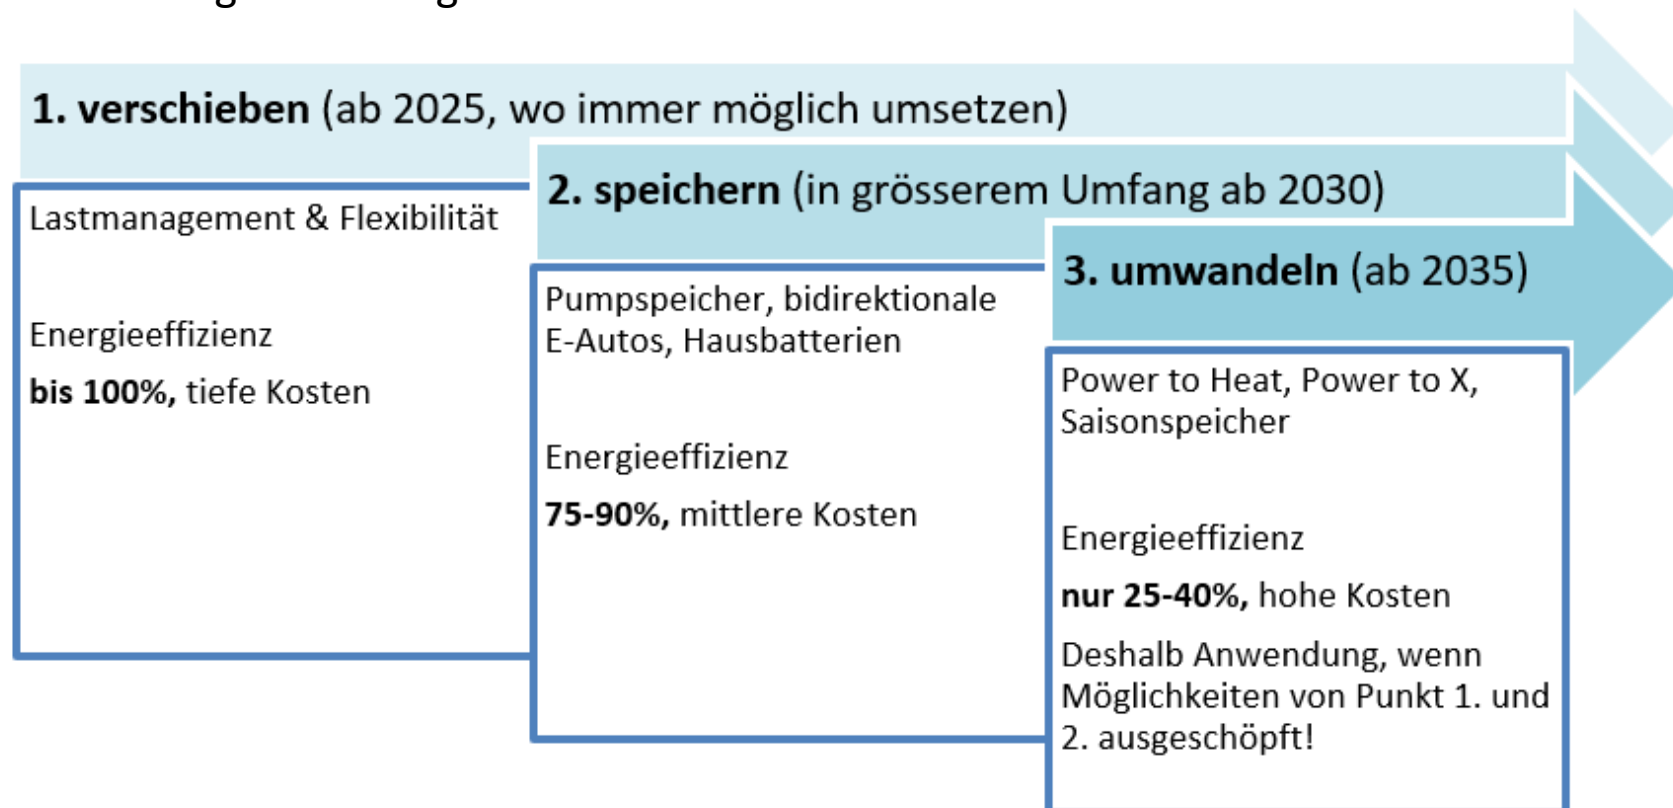 1. verschieben (ab 2025, wo immer möglich umsetzen)
Lastmanagement & Flexibilität
Energieeffizienz
bis 100%, tiefe Kosten
2. speichern (in grösserem Umfang ab 2030)
Pumpspeicher, bidirektionale
E-Autos, Hausbatterien
Energieeffizienz
75-90%, mittlere Kosten
3. umwandeln (ab 2035)
Power to Heat, Power to X,
Saisonspeicher
Energieeffizienz
nur 25-40%, hohe Kosten
Deshalb Anwendung, wenn
Möglichkeiten von Punkt 1. und
2. ausgeschöpft!